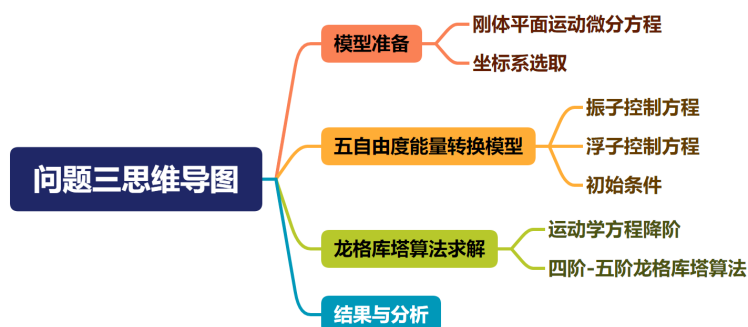 问题三思维导图
模型准备
刚体平面运动微分方程
坐标系选取
五自由度能量转换模型
振子控制方程
浮子控制方程
初始条件
龙格库塔算法求解
运动学方程降阶
四阶-五阶龙格库塔算法
结果与分析